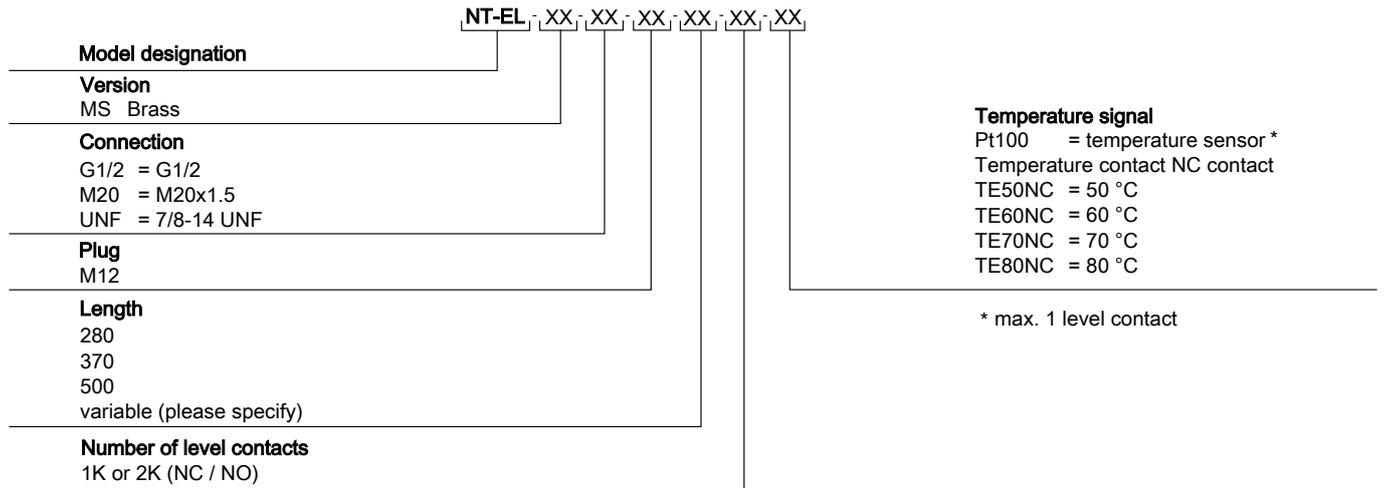 NT-EL - XX - XX - XX - XX - XX - XX
Model designation
Version
MS Brass
Connection
G1/2 = G1/2
M20 = M20x1.5
UNF = 7/8-14 UNF
Plug
M12
Length
280
370
500
variable (please specify)
Number of level contacts
1K or 2K (NC / NO)
Temperature signal
Pt100 = temperature sensor *
Temperature contact NC contact
TE50NC = 50 °C
TE60NC = 60 °C
TE70NC = 70 °C
TE80NC = 80 °C
* max. 1 level contact